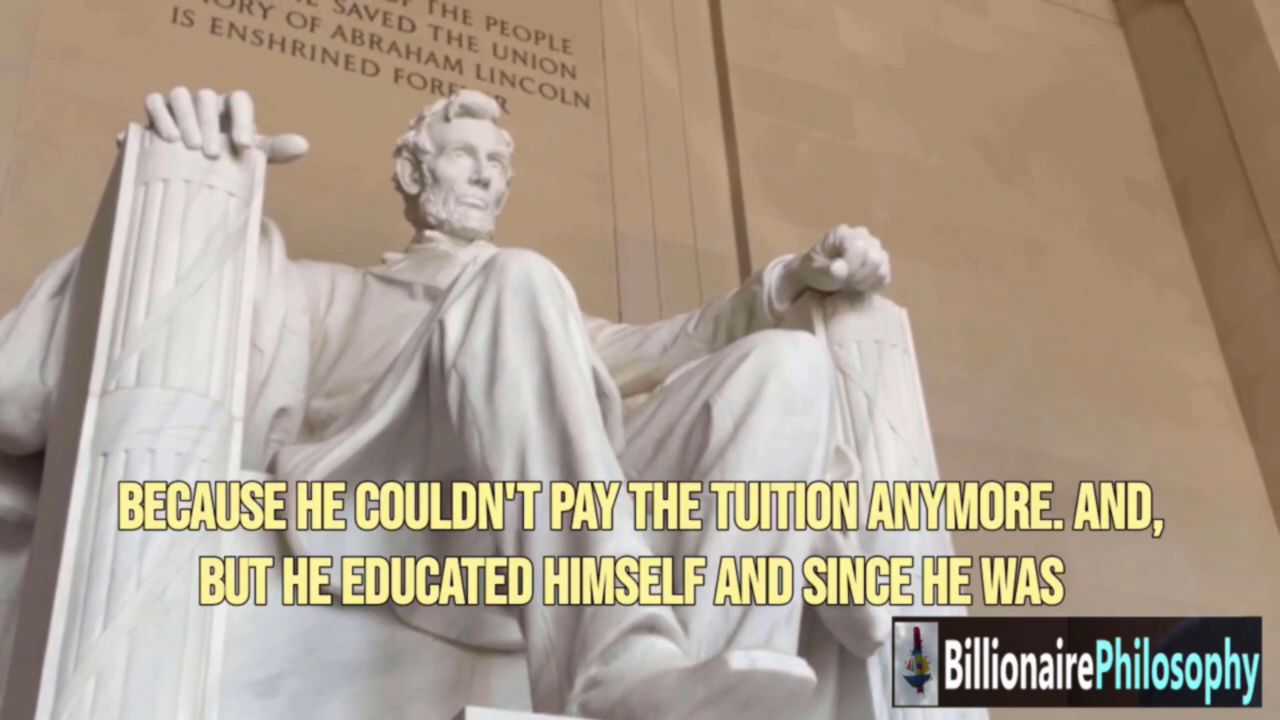 OF THE PEOPLE
SAVED THE UNION
OF ABRAHAM LINCOLN
IS ENSHRINED
BECAUSE HE COULDN'T PAY THE TUITION ANYMORE. AND,
BUT HE EDUCATED HIMSELF AND SINCE HE WAS
BillionairePhilosophy